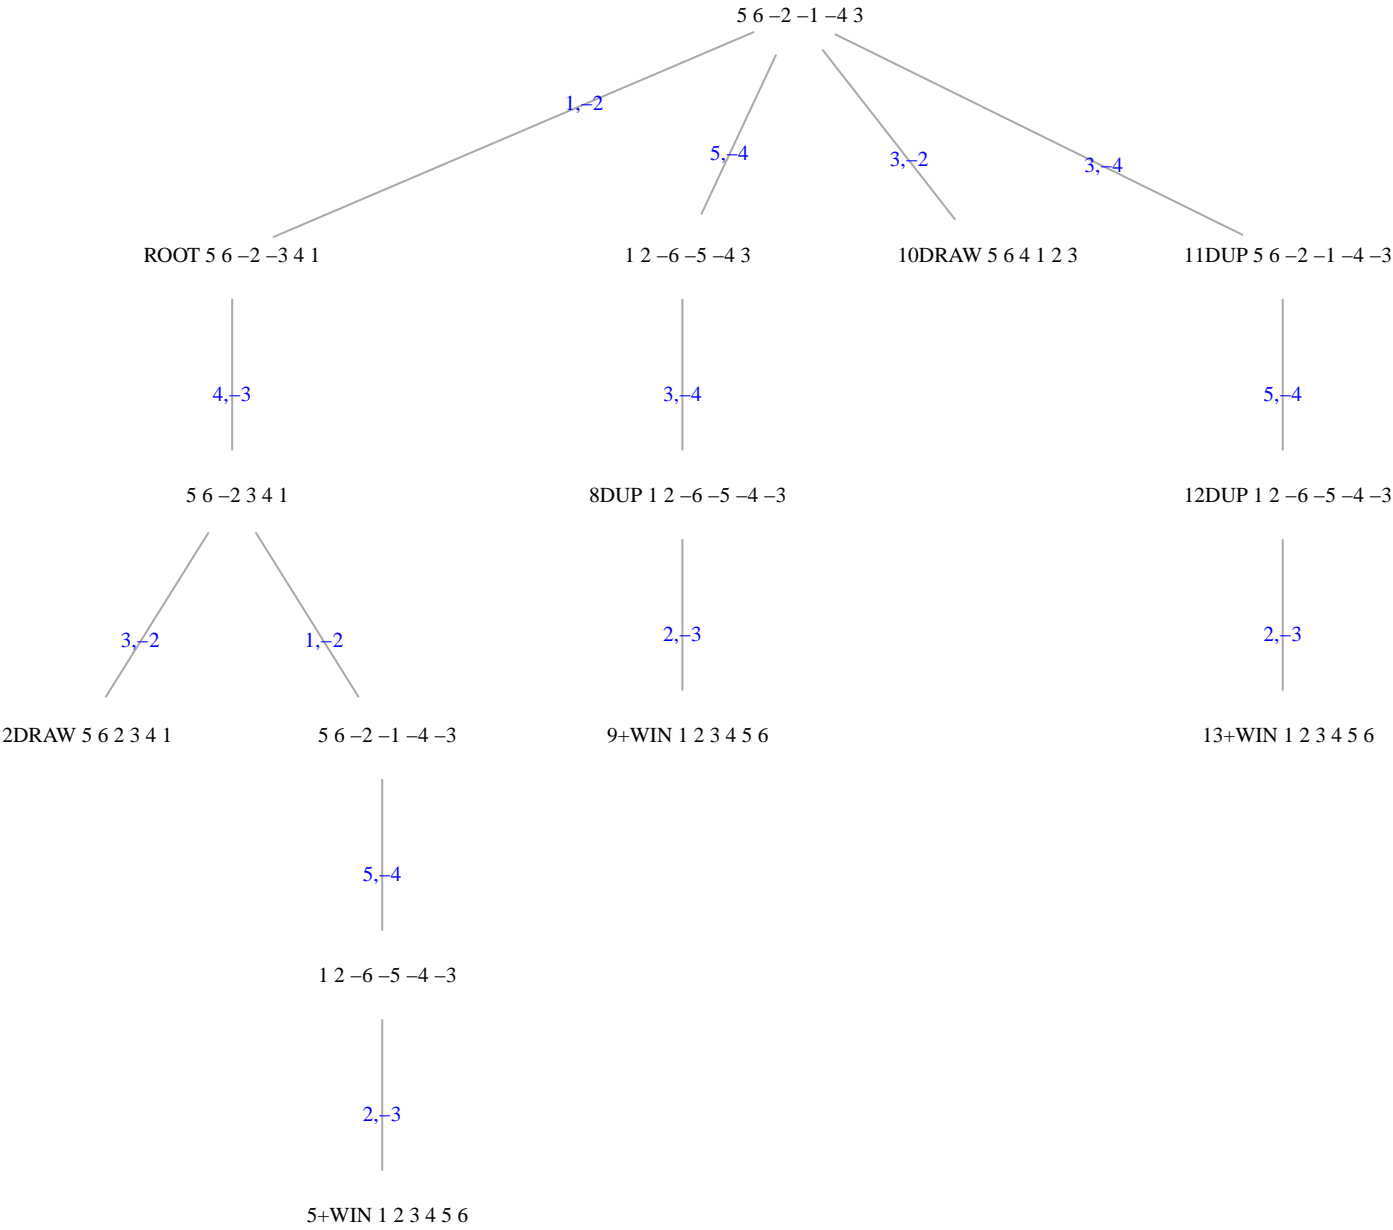 5 6 –2 –1 –4 3
1,–2
5,–4
3,–2
3,–4
ROOT 5 6 –2 –3 4 1
1 2 –6 –5 –4 3
10DRAW 5 6 4 1 2 3
11DUP 5 6 –2 –1 –4 –3
4,–3
3,–4
5,–4
5 6 –2 3 4 1
8DUP 1 2 –6 –5 –4 –3
12DUP 1 2 –6 –5 –4 –3
3,–2
1,–2
2,–3
2,–3
2DRAW 5 6 2 3 4 1
5 6 –2 –1 –4 –3
9+WIN 1 2 3 4 5 6
13+WIN 1 2 3 4 5 6
5,–4
1 2 –6 –5 –4 –3
2,–3
5+WIN 1 2 3 4 5 6